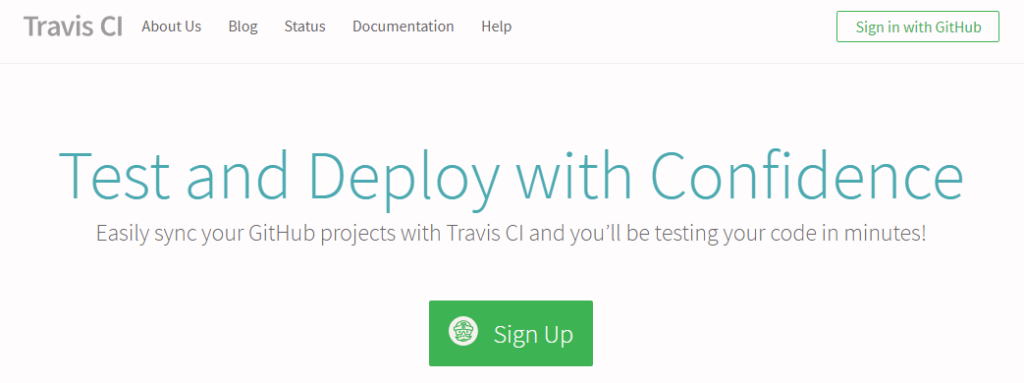 Travis CI About Us Blog Status Documentation Help Sign in with GitHub
Test and Deploy with Confidence
Easily sync your GitHub projects with Travis CI and you’ll be testing your code in minutes!
Sign Up